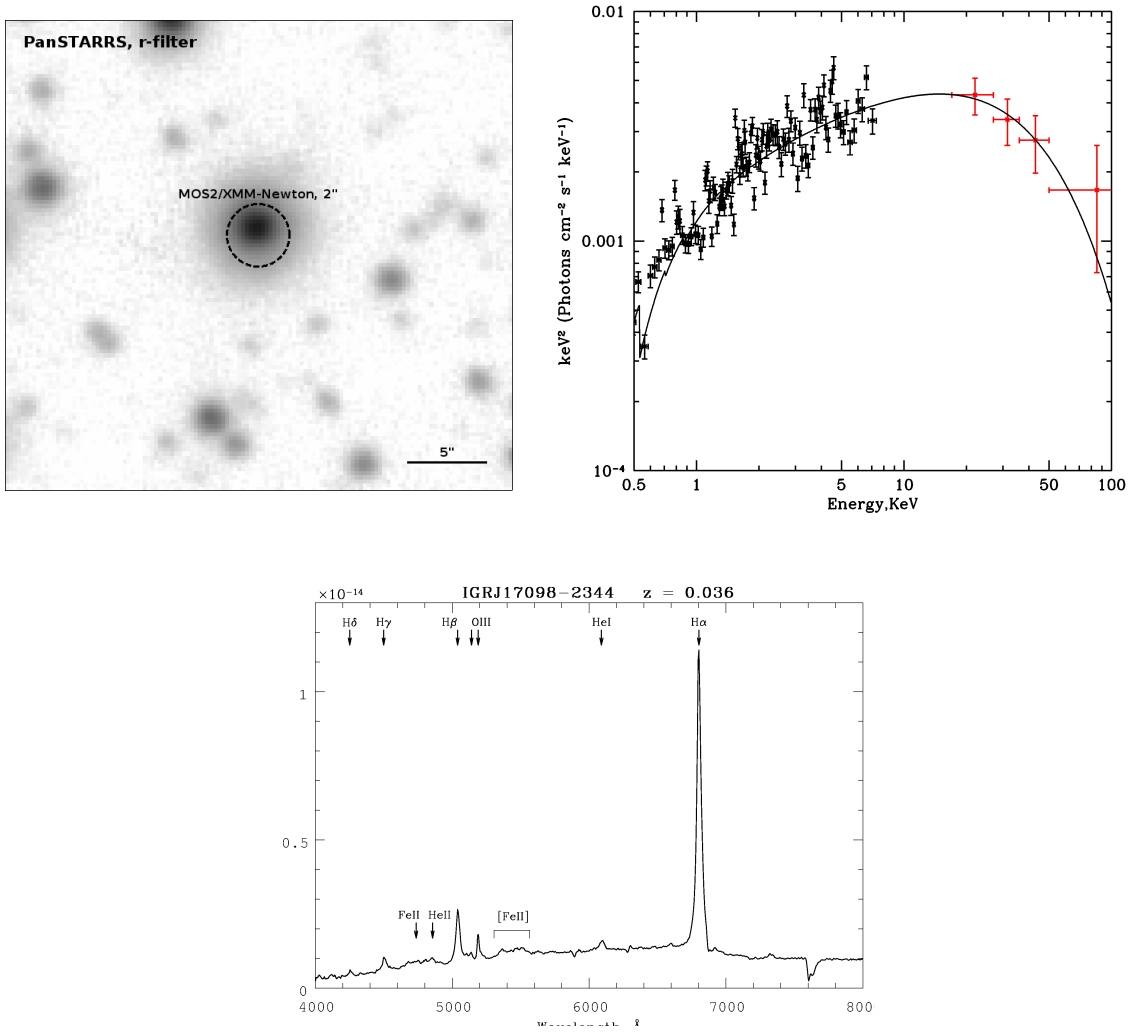 PanSTARRS, r-filter
MOS2/XMM-Newton, 2"
5"
0.01
0.001
10⁻⁴
keV² (Photons cm⁻² s⁻¹ keV⁻¹)
0.5 1 5 10 50 100
Energy,KeV
×10⁻¹⁴ IGRJ17098−2344 z = 0.036
Hδ Hγ Hβ OIII HeI Hα
1
0.5
FeII HeII [FeII]
0
4000 5000 6000 7000 800
Wavelength, Å